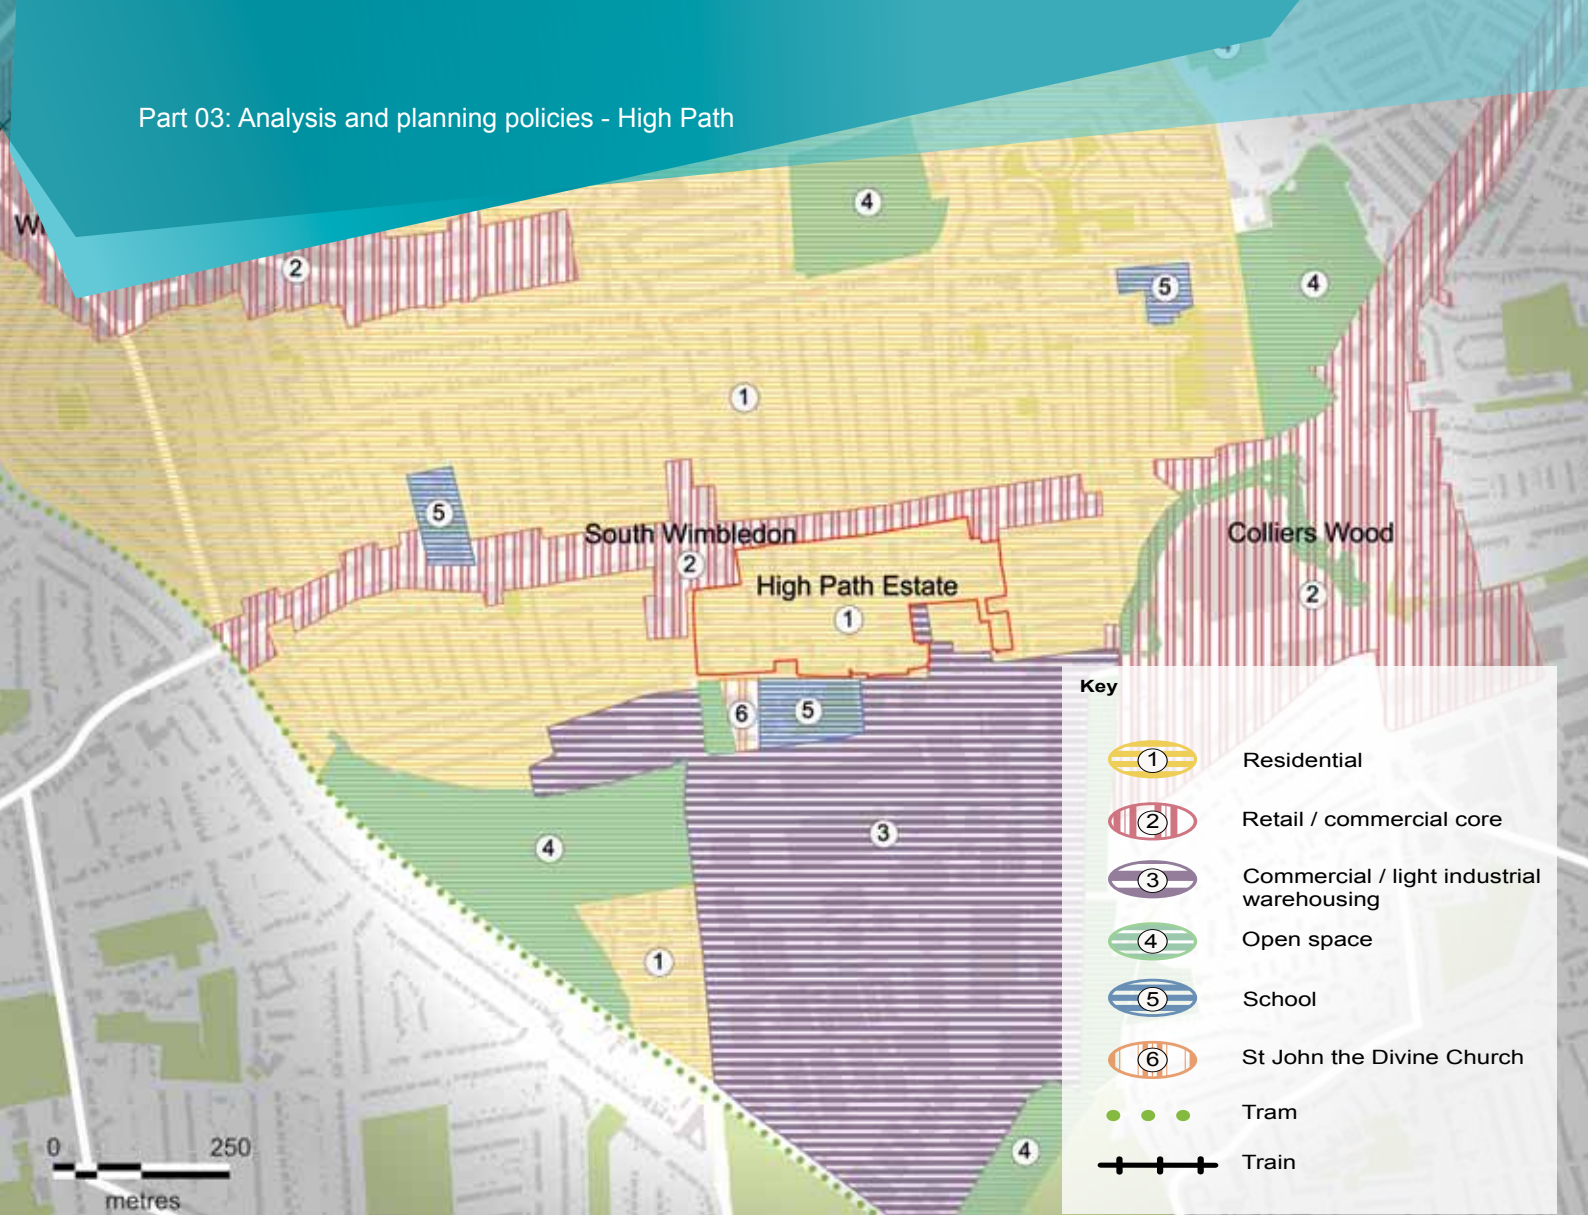 Part 03: Analysis and planning policies - High Path
4
4
W
2
4
5
1
5
South Wimbledon
2
High Path Estate
1
Colliers Wood
2
6
5
3
4
1
4
Key
1 Residential
2 Retail / commercial core
3 Commercial / light industrial
warehousing
4 Open space
5 School
6 St John the Divine Church
Tram
Train
0 250
metres